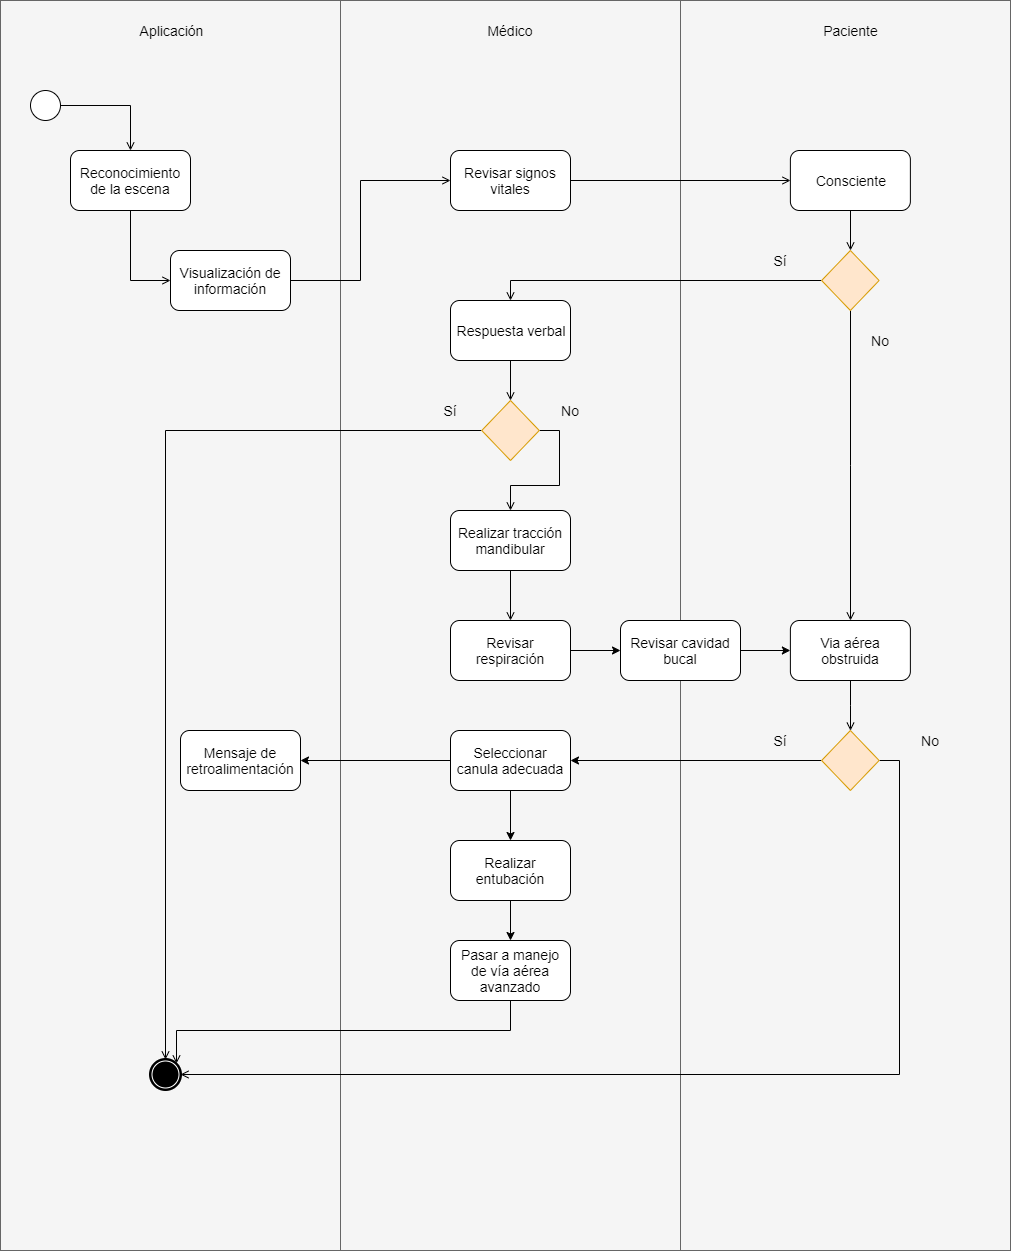 Aplicación
Médico
Paciente
Reconocimiento
de la escena
Revisar signos
vitales
Consciente
Visualización de
información
Sí
No
Respuesta verbal
Sí
No
Realizar tracción
mandibular
Revisar
respiración
Revisar cavidad
bucal
Via aérea
obstruida
Sí
No
Mensaje de
retroalimentación
Seleccionar
canula adecuada
Realizar
entubación
Pasar a manejo
de vía aérea
avanzado